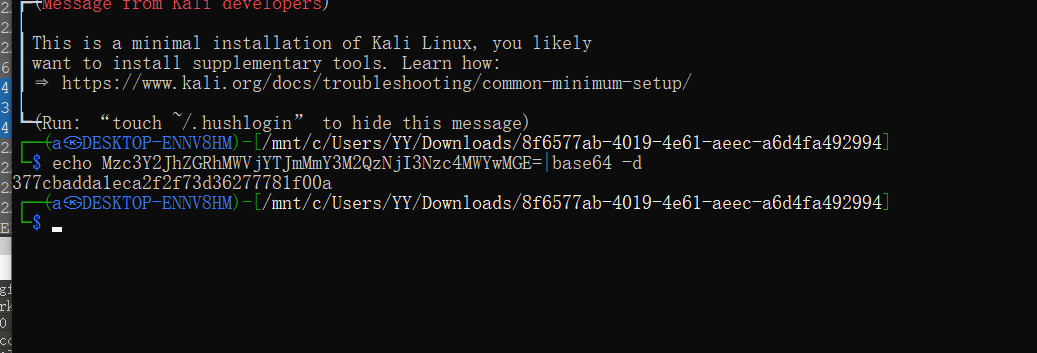 (Message from Kali developers)
This is a minimal installation of Kali Linux, you likely
want to install supplementary tools. Learn how:
⇒ https://www.kali.org/docs/troubleshooting/common-minimum-setup/
(Run: “touch ~/.hushlogin” to hide this message)
(a㉿DESKTOP-ENNV8HM)-[/mnt/c/Users/YY/Downloads/8f6577ab-4019-4e61-aeec-a6d4fa492994]
$ echo Mzc3Y2JhZGRhMWVjYTJmMmY3M2QzNjI3Nzc4MWYwMGE=|base64 -d
377cbadda1eca2f2f73d36277781f00a
(a㉿DESKTOP-ENNV8HM)-[/mnt/c/Users/YY/Downloads/8f6577ab-4019-4e61-aeec-a6d4fa492994]
$